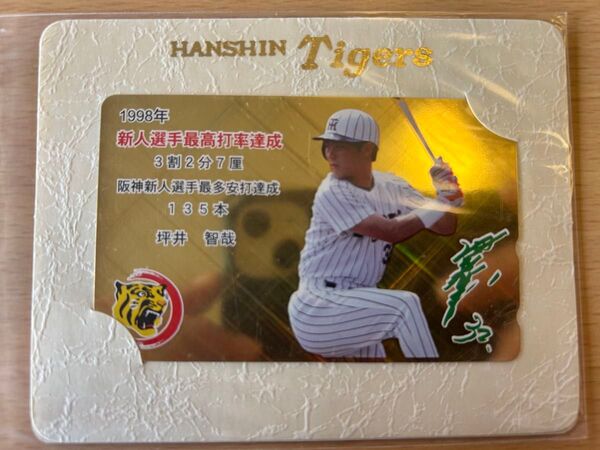 HANSHIN Tigers
1998年
新人選手最高打率達成
3割2分7厘
阪神新人選手最多安打達成
135本
坪井 智哉